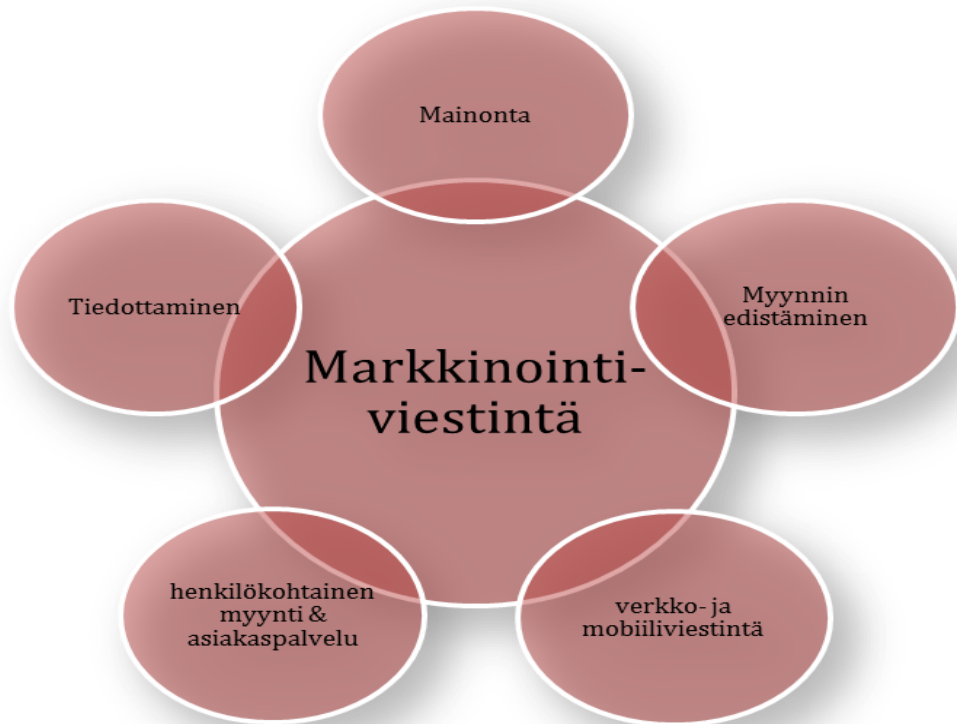 Mainonta
Tiedottaminen
Myynnin
edistäminen
Markkinointi-
viestintä
henkilökohtainen
myynti &
asiakaspalvelu
verkko- ja
mobiiliviestintä